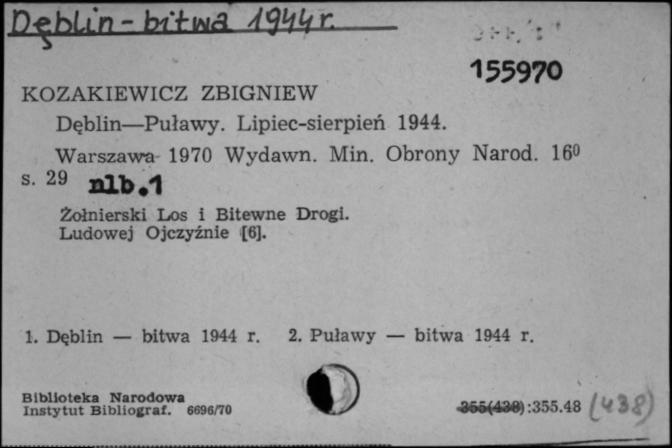 Dęblin - bitwa 1944 r.
155970
KOZAKIEWICZ ZBIGNIEW
Dęblin—Puławy. Lipiec-sierpień 1944.
Warszawa 1970 Wydawn. Min. Obrony Narod. 16⁰
s. 29 nlb.1
Żołnierski Los i Bitewne Drogi.
Ludowej Ojczyźnie [6].
1. Dęblin — bitwa 1944 r. 2. Puławy — bitwa 1944 r.
Biblioteka Narodowa
Instytut Bibliograf. 6696/70
355(438):355.48 (438)